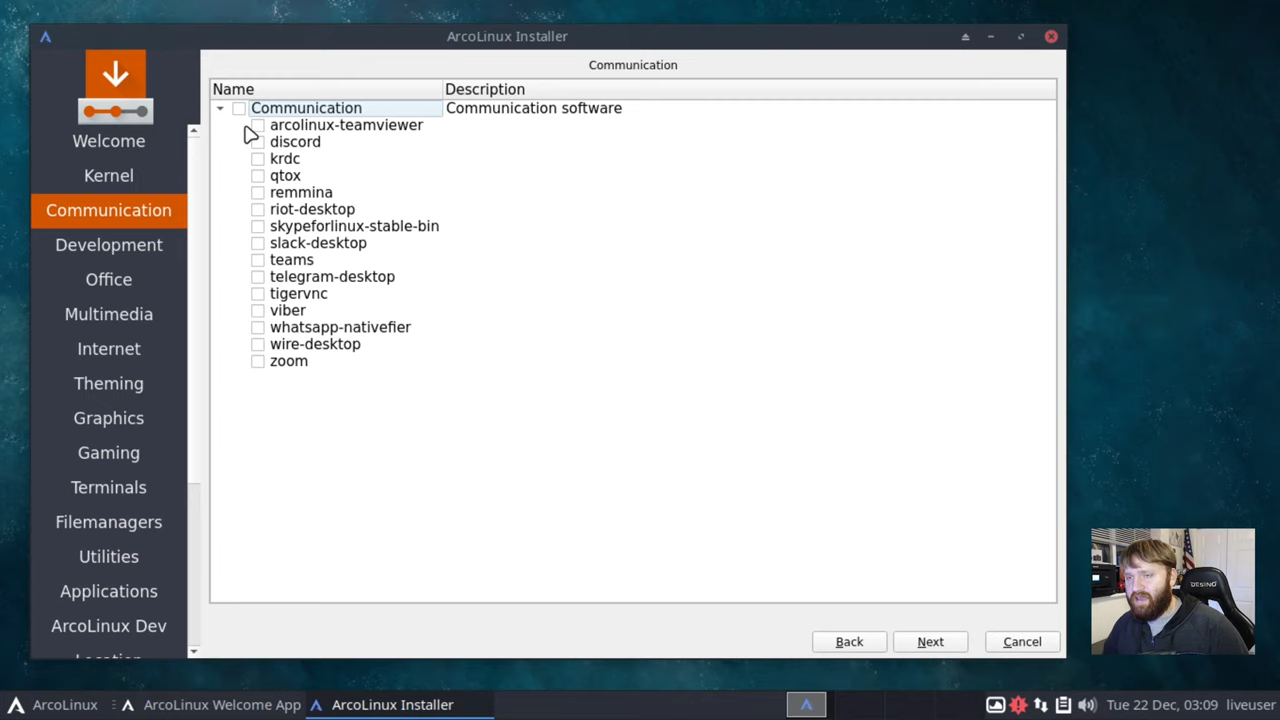 ArcoLinux Installer
Communication
Name Description
Communication Communication software
arcolinux-teamviewer
discord
krdc
qtox
remmina
riot-desktop
skypeforlinux-stable-bin
slack-desktop
teams
telegram-desktop
tigervnc
viber
whatsapp-nativefier
wire-desktop
zoom
Welcome
Kernel
Communication
Development
Office
Multimedia
Internet
Theming
Graphics
Gaming
Terminals
Filemanagers
Utilities
Applications
ArcoLinux Dev
Location
Back Next Cancel
DESINO
ArcoLinux ArcoLinux Welcome App ArcoLinux Installer Tue 22 Dec, 03:09 liveuser